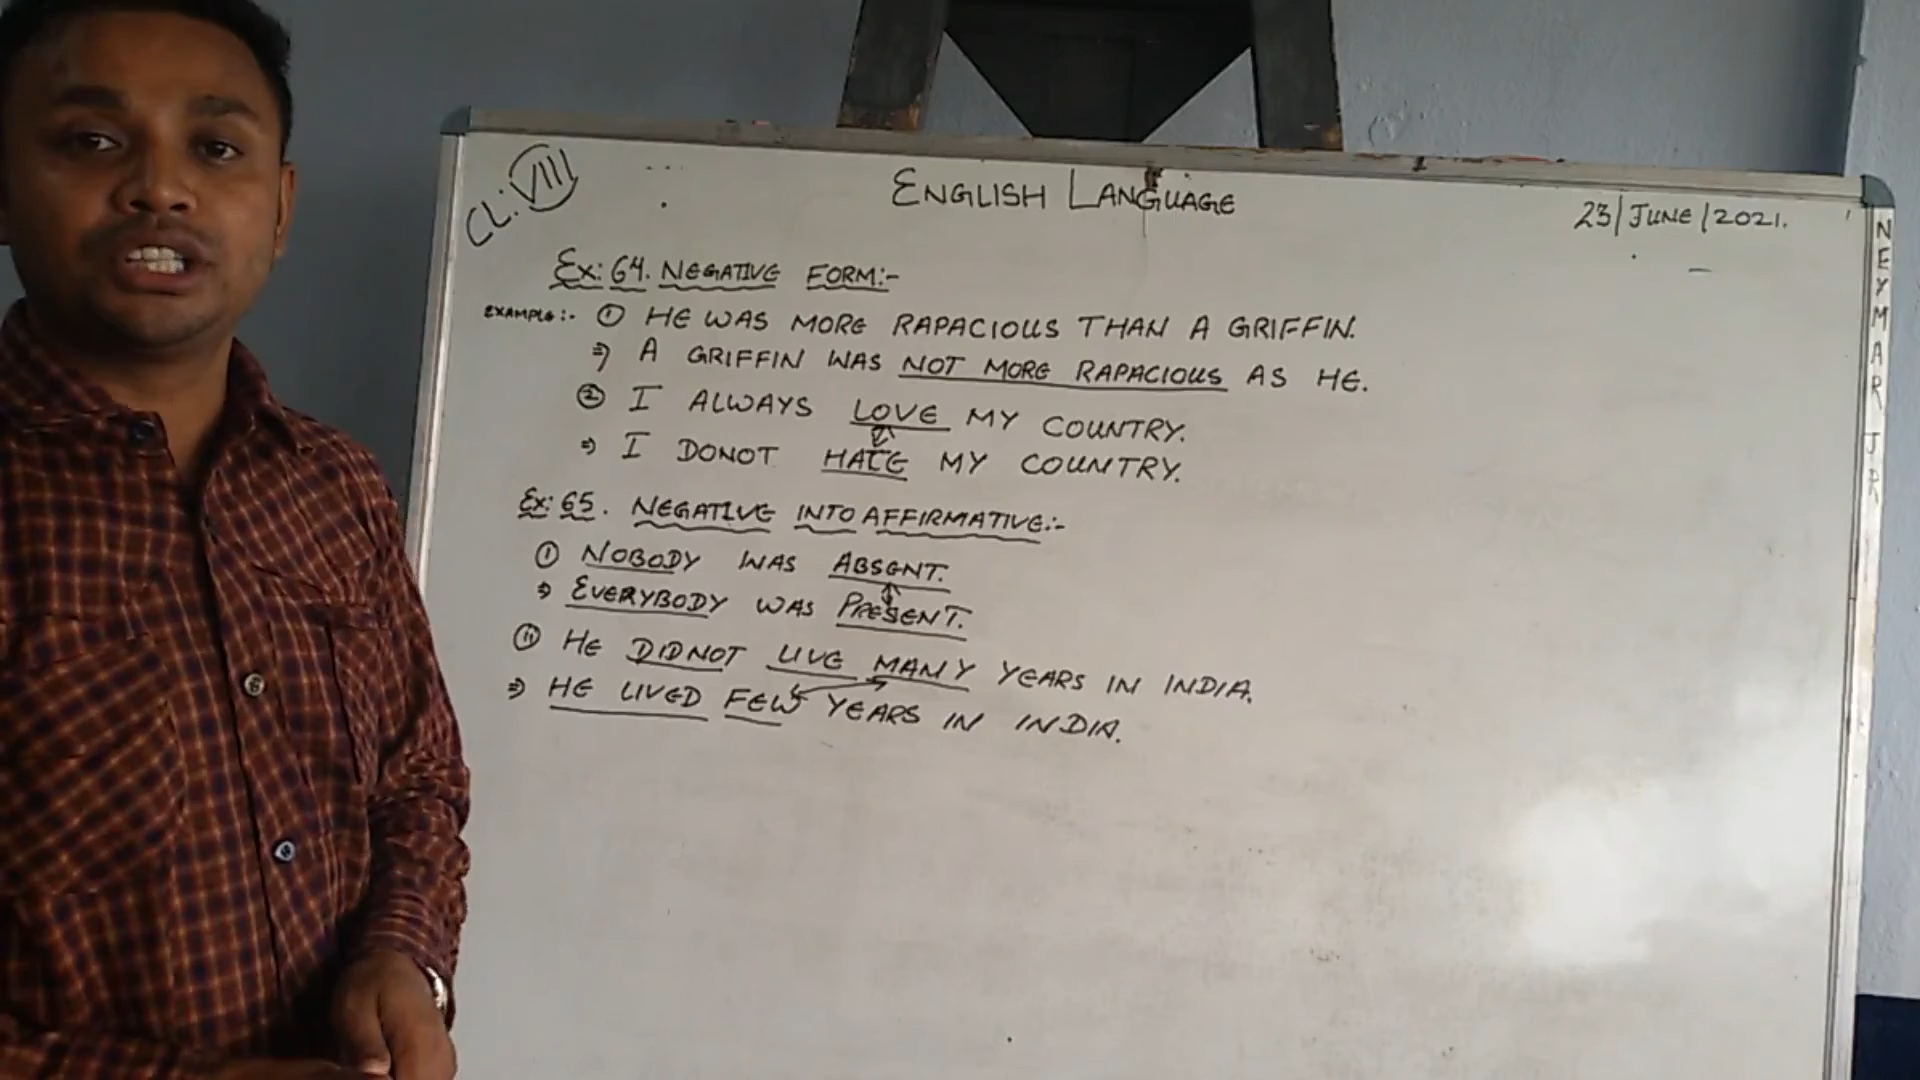 CL. VIII
ENGLISH LANGUAGE
23/JUNE/2021.
EX: 64. NEGATIVE FORM:-
EXAMPLE:- ① HE WAS MORE RAPACIOUS THAN A GRIFFIN.
⇒ A GRIFFIN WAS NOT MORE RAPACIOUS AS HE.
② I ALWAYS LOVE MY COUNTRY.
⇒ I DONOT HATE MY COUNTRY.
EX: 65. NEGATIVE INTO AFFIRMATIVE:-
① NOBODY WAS ABSENT.
⇒ EVERYBODY WAS PRESENT.
⑪ HE DIDNOT LIVE MANY YEARS IN INDIA.
⇒ HE LIVED FEW YEARS IN INDIA.
NEYMAR JR